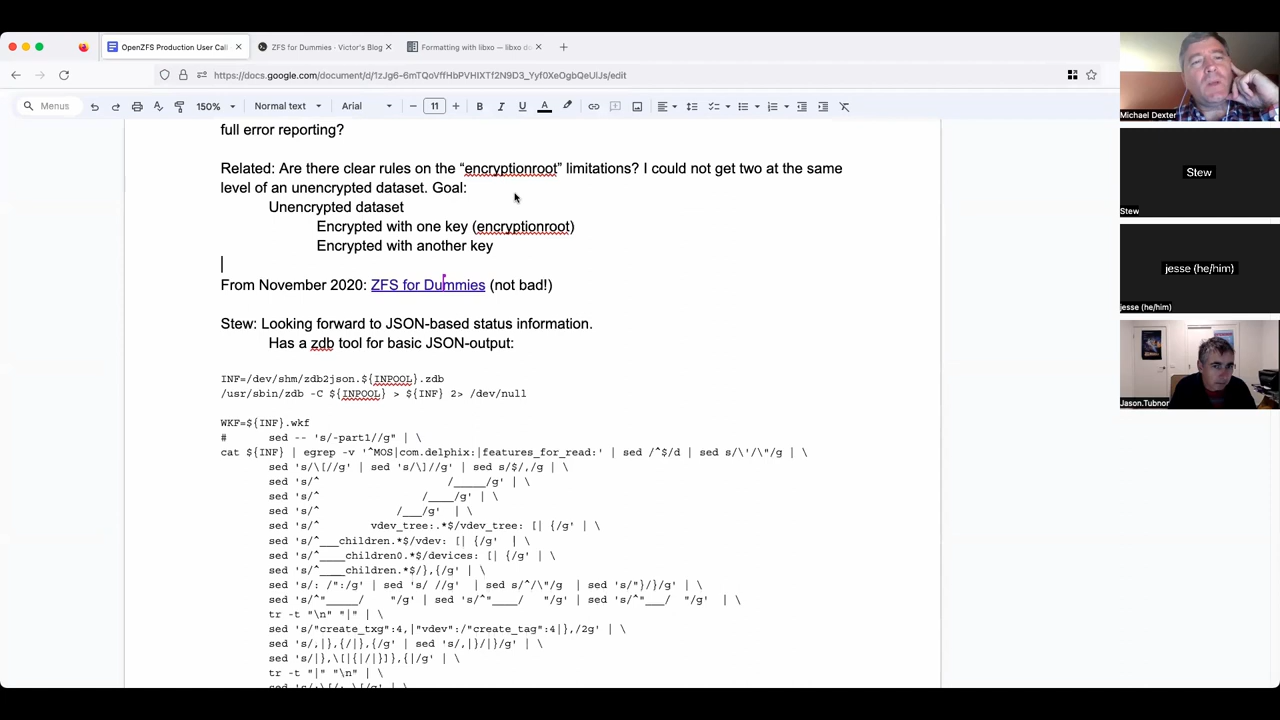 OpenZFS Production User Call
ZFS for Dummies · Victor's Blog
Formatting with libxo — libxo do
https://docs.google.com/document/d/1zJg6-6mTQoVffHbPVHIXTf2N9D3_Yyf0XeOgbQeUIJs/edit
Menus
150%
Normal text
Arial
11
full error reporting?
Related: Are there clear rules on the “encryptionroot” limitations? I could not get two at the same
level of an unencrypted dataset. Goal:
Unencrypted dataset
Encrypted with one key (encryptionroot)
Encrypted with another key
From November 2020: ZFS for Dummies (not bad!)
Stew: Looking forward to JSON-based status information.
Has a zdb tool for basic JSON-output:
INF=/dev/shm/zdb2json.${INPOOL}.zdb
/usr/sbin/zdb -C ${INPOOL} > ${INF} 2> /dev/null
WKF=${INF}.wkf
#      sed -- 's/-part1//g" | \
cat ${INF} | egrep -v '^MOS|com.delphix:|features_for_read:' | sed /^$/d | sed s/\'/\"/g | \
sed 's/\[//g' | sed 's/\]//g' | sed s/$/,/g | \
sed 's/^                 /_____/g' | \
sed 's/^             /____/g' | \
sed 's/^          /___/g'  | \
sed 's/^       vdev_tree:.*$/vdev_tree: [| {/g' | \
sed 's/^___children.*$/vdev: [| {/g'  | \
sed 's/^____children0.*$/devices: [| {/g' | \
sed 's/^____children.*$/},{/g' | \
sed 's/: /":/g' | sed 's/ //g'  | sed s/^/\"/g  | sed 's/"}/}/g' | \
sed 's/^"_____/    "/g' | sed 's/^"____/   "/g' | sed 's/^"___/  "/g'  | \
tr -t "\n" "|" | \
sed 's/"create_txg":4,|"vdev":/"create_tag":4|},/2g' | \
sed 's/,|},{/|},{/g' | sed 's/,|}/|}/g' | \
sed 's/|},\[|{|/|}]},{|/g' | \
tr -t "|" "\n" | \
Michael Dexter
Stew
Stew
jesse (he/him)
jesse (he/him)
Jason.Tubnor